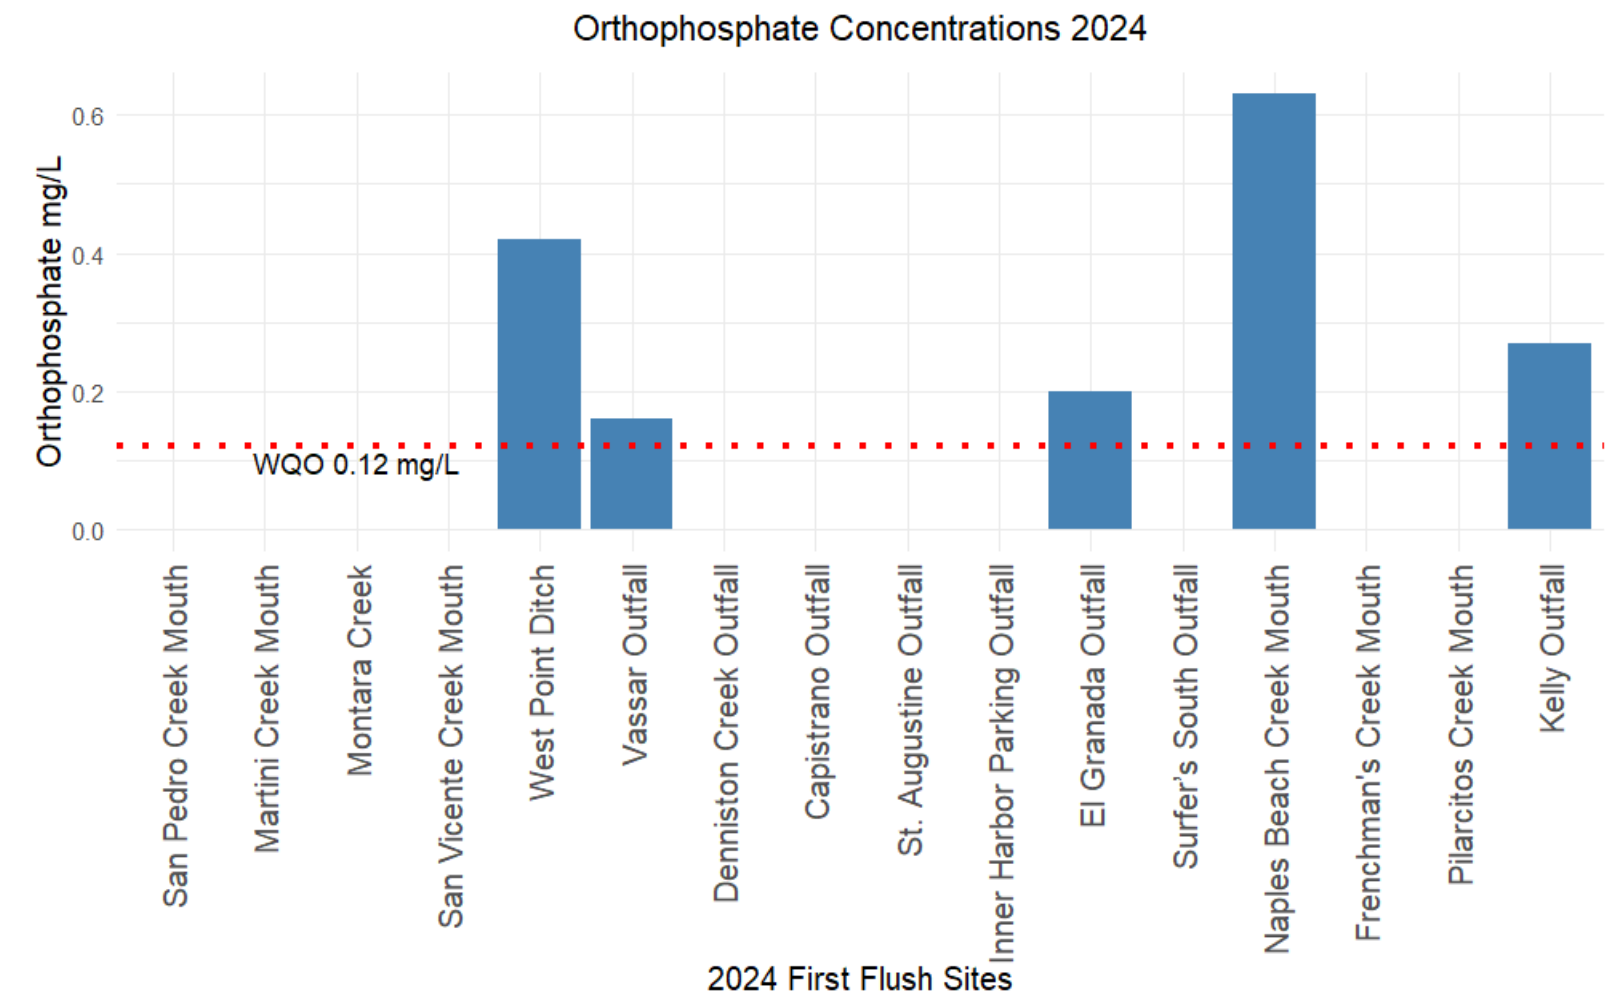 Orthophosphate Concentrations 2024
Orthophosphate mg/L
0.6
0.4
0.2
0.0
WQO 0.12 mg/L
San Pedro Creek Mouth
Martini Creek Mouth
Montara Creek
San Vicente Creek Mouth
West Point Ditch
Vassar Outfall
Denniston Creek Outfall
Capistrano Outfall
St. Augustine Outfall
Inner Harbor Parking Outfall
El Granada Outfall
Surfer’s South Outfall
Naples Beach Creek Mouth
Frenchman's Creek Mouth
Pilarcitos Creek Mouth
Kelly Outfall
2024 First Flush Sites